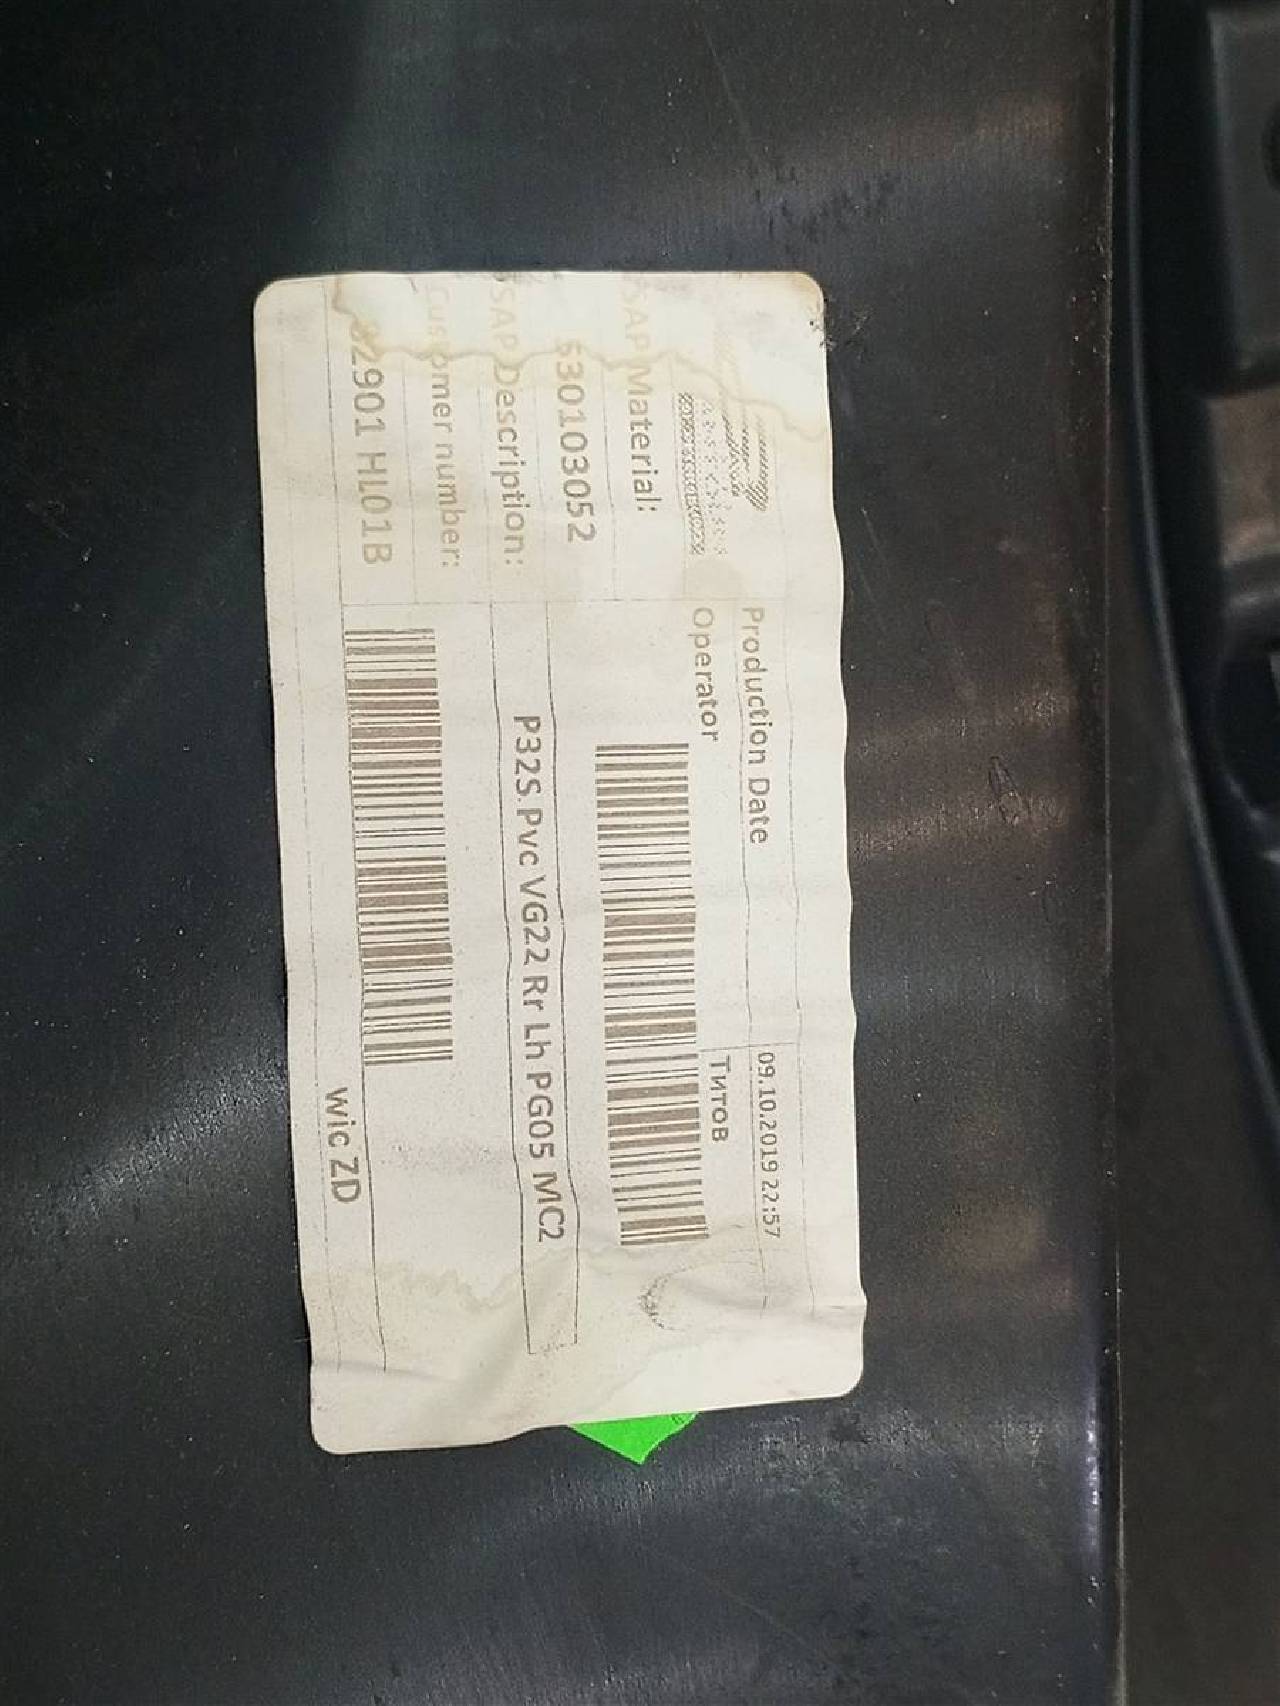 Production Date 09.10.2019 22:57
Operator Титов
SAP Material:
530103052
SAP Description: P32S.Pvc VG22 Rr Lh PG05 MC2
Customer number:
82901 HL01B
wic ZD